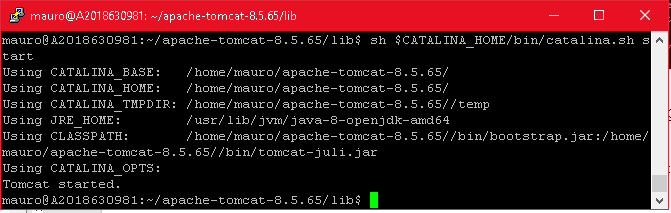 mauro@A2018630981: ~/apache-tomcat-8.5.65/lib
mauro@A2018630981:~/apache-tomcat-8.5.65/lib$ sh $CATALINA_HOME/bin/catalina.sh s
tart
Using CATALINA_BASE:   /home/mauro/apache-tomcat-8.5.65/
Using CATALINA_HOME:   /home/mauro/apache-tomcat-8.5.65/
Using CATALINA_TMPDIR: /home/mauro/apache-tomcat-8.5.65//temp
Using JRE_HOME:        /usr/lib/jvm/java-8-openjdk-amd64
Using CLASSPATH:       /home/mauro/apache-tomcat-8.5.65//bin/bootstrap.jar:/home/
mauro/apache-tomcat-8.5.65//bin/tomcat-juli.jar
Using CATALINA_OPTS:
Tomcat started.
mauro@A2018630981:~/apache-tomcat-8.5.65/lib$